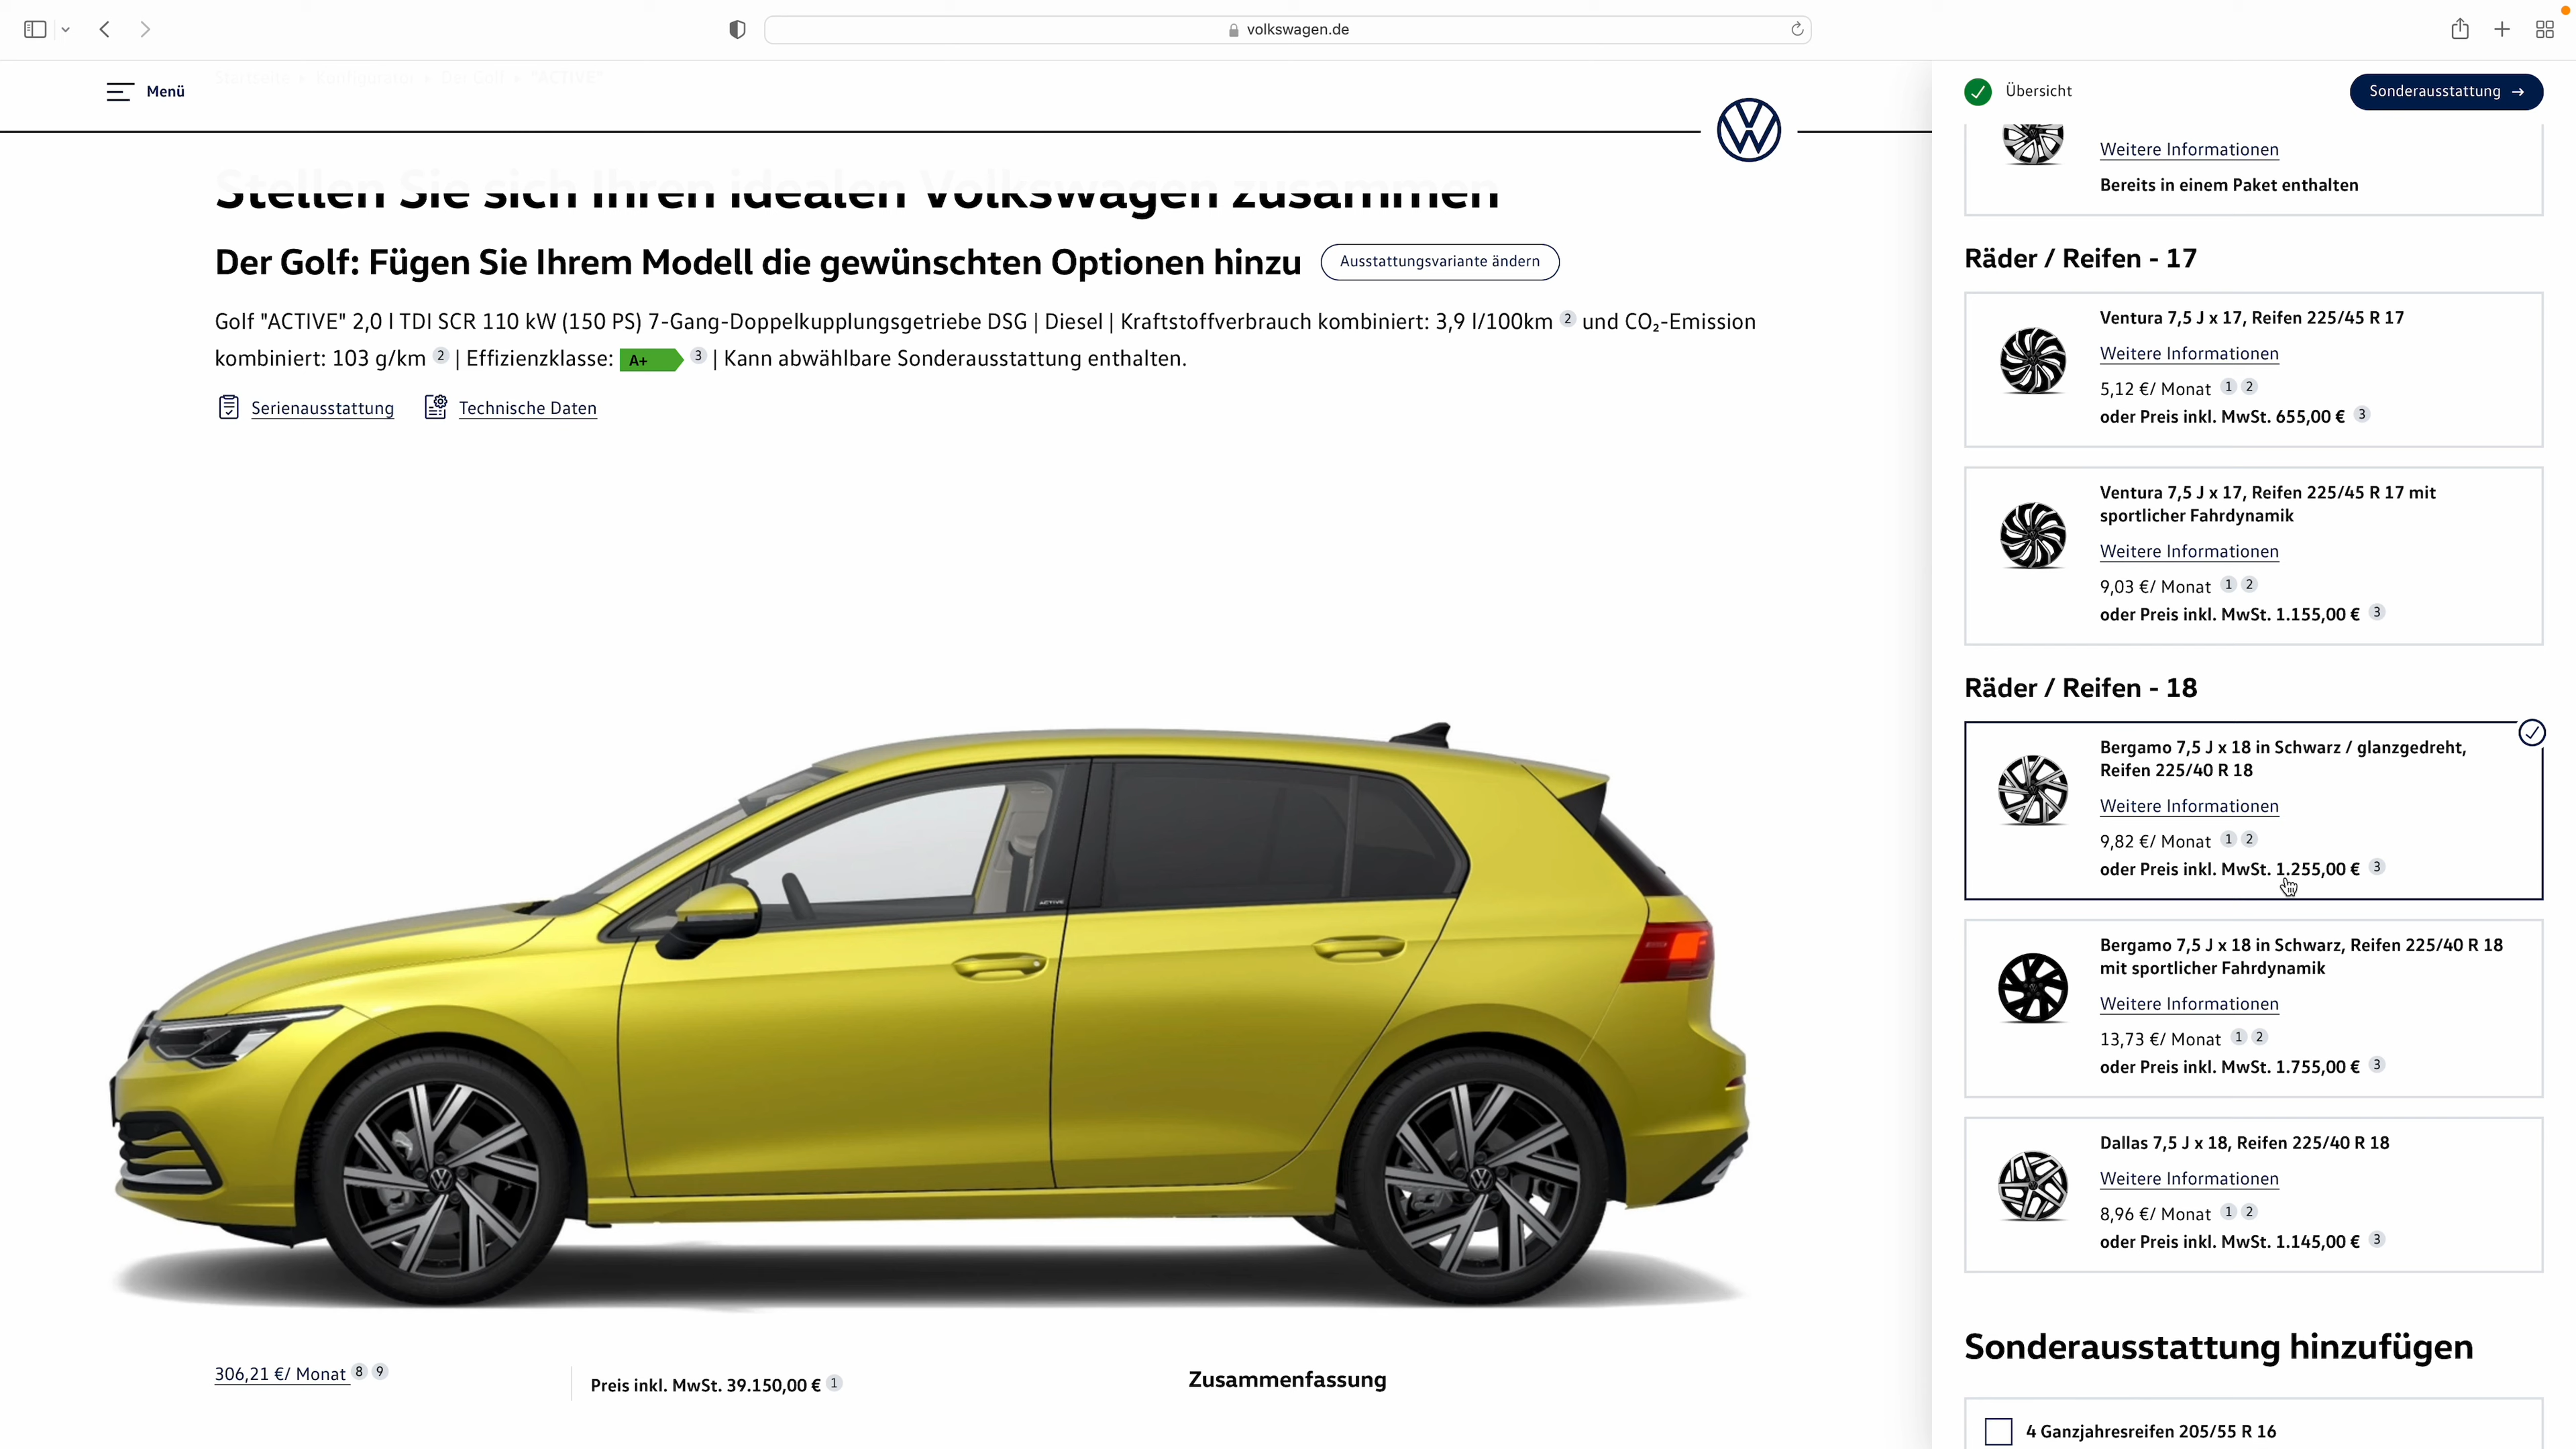 volkswagen.de
Startseite Konfigurator Der Golf "ACTIVE"
Menü
Stellen Sie sich Ihren idealen Volkswagen zusammen
Der Golf: Fügen Sie Ihrem Modell die gewünschten Optionen hinzu
Ausstattungsvariante ändern
Golf "ACTIVE" 2,0 l TDI SCR 110 kW (150 PS) 7-Gang-Doppelkupplungsgetriebe DSG | Diesel | Kraftstoffverbrauch kombiniert: 3,9 l/100km 2 und CO₂-Emission
kombiniert: 103 g/km 2 | Effizienzklasse: A+ 3 | Kann abwählbare Sonderausstattung enthalten.
Serienausstattung Technische Daten
ACTIVE
306,21 €/ Monat 8 9
Preis inkl. MwSt. 39.150,00 € 1
Zusammenfassung
Übersicht
Sonderausstattung →
Weitere Informationen
Bereits in einem Paket enthalten
Räder / Reifen - 17
Ventura 7,5 J x 17, Reifen 225/45 R 17
Weitere Informationen
5,12 €/ Monat 1 2
oder Preis inkl. MwSt. 655,00 € 3
Ventura 7,5 J x 17, Reifen 225/45 R 17 mit
sportlicher Fahrdynamik
Weitere Informationen
9,03 €/ Monat 1 2
oder Preis inkl. MwSt. 1.155,00 € 3
Räder / Reifen - 18
Bergamo 7,5 J x 18 in Schwarz / glanzgedreht,
Reifen 225/40 R 18
Weitere Informationen
9,82 €/ Monat 1 2
oder Preis inkl. MwSt. 1.255,00 € 3
Bergamo 7,5 J x 18 in Schwarz, Reifen 225/40 R 18
mit sportlicher Fahrdynamik
Weitere Informationen
13,73 €/ Monat 1 2
oder Preis inkl. MwSt. 1.755,00 € 3
Dallas 7,5 J x 18, Reifen 225/40 R 18
Weitere Informationen
8,96 €/ Monat 1 2
oder Preis inkl. MwSt. 1.145,00 € 3
Sonderausstattung hinzufügen
4 Ganzjahresreifen 205/55 R 16